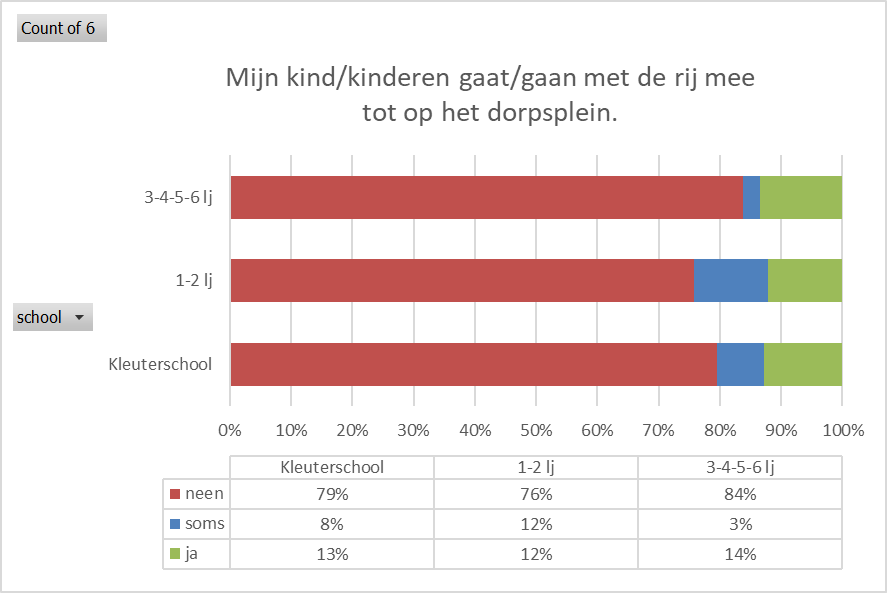 Count of 6
Mijn kind/kinderen gaat/gaan met de rij mee
tot op het dorpsplein.
3-4-5-6 lj
1-2 lj
school
Kleuterschool
0% 10% 20% 30% 40% 50% 60% 70% 80% 90% 100%
Kleuterschool 1-2 lj 3-4-5-6 lj
neen 79% 76% 84%
soms 8% 12% 3%
ja 13% 12% 14%